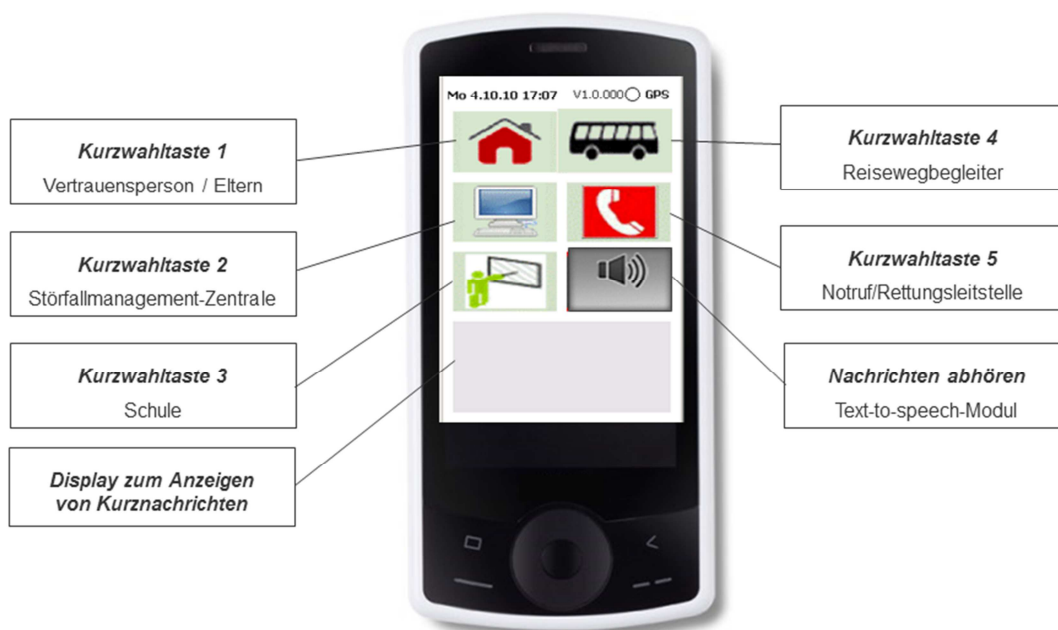 Mo 4.10.10 17:07 V1.0.000 GPS
Kurzwahltaste 1
Vertrauensperson / Eltern
Kurzwahltaste 2
Störfallmanagement-Zentrale
Kurzwahltaste 3
Schule
Display zum Anzeigen
von Kurznachrichten
Kurzwahltaste 4
Reisewegbegleiter
Kurzwahltaste 5
Notruf/Rettungsleitstelle
Nachrichten abhören
Text-to-speech-Modul